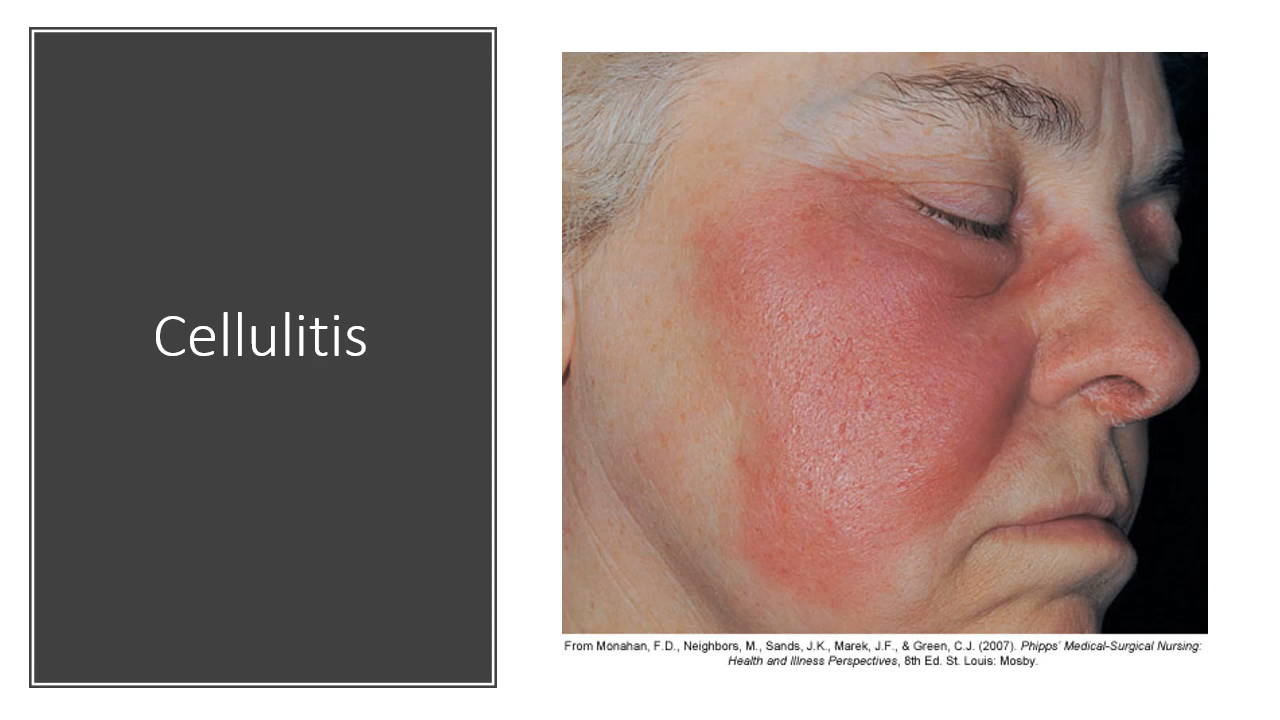 Cellulitis
From Monahan, F.D., Neighbors, M., Sands, J.K., Marek, J.F., & Green, C.J. (2007). Phipps' Medical-Surgical Nursing:
Health and Illness Perspectives, 8th Ed. St. Louis: Mosby.